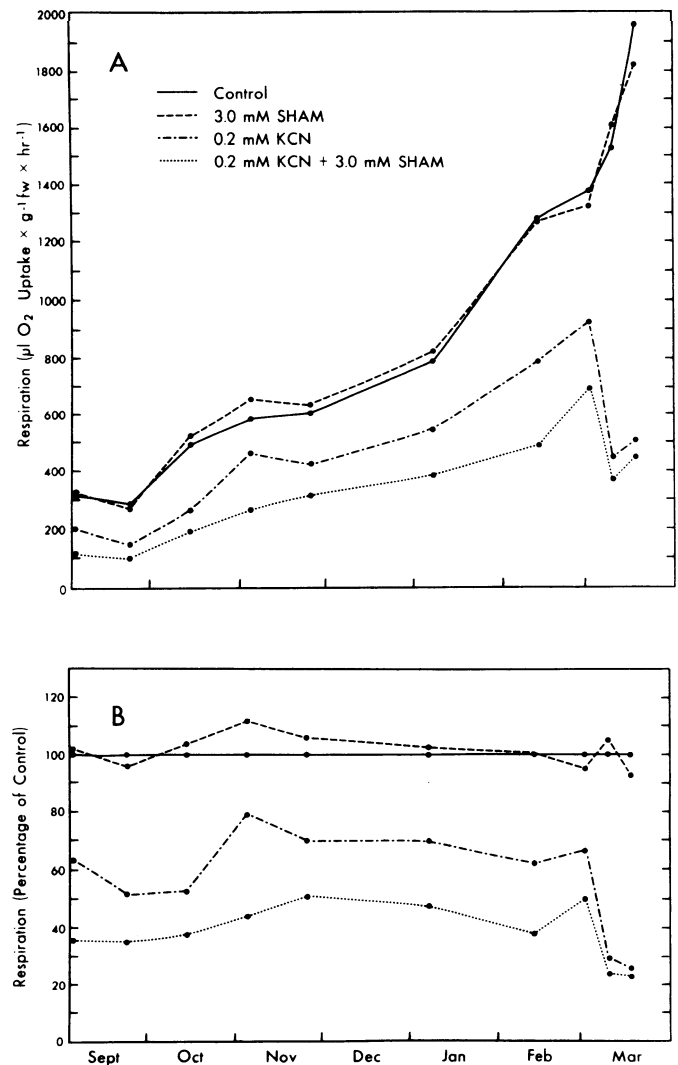 2000
A
1800
Control
3.0 mM SHAM
1600
0.2 mM KCN
0.2 mM KCN + 3.0 mM SHAM
1400
1200
1000
800
600
400
200
0
Respiration (µl O₂ Uptake × g⁻¹ fw × hr⁻¹)
B
120
100
80
60
40
20
0
Respiration (Percentage of Control)
Sept Oct Nov Dec Jan Feb Mar